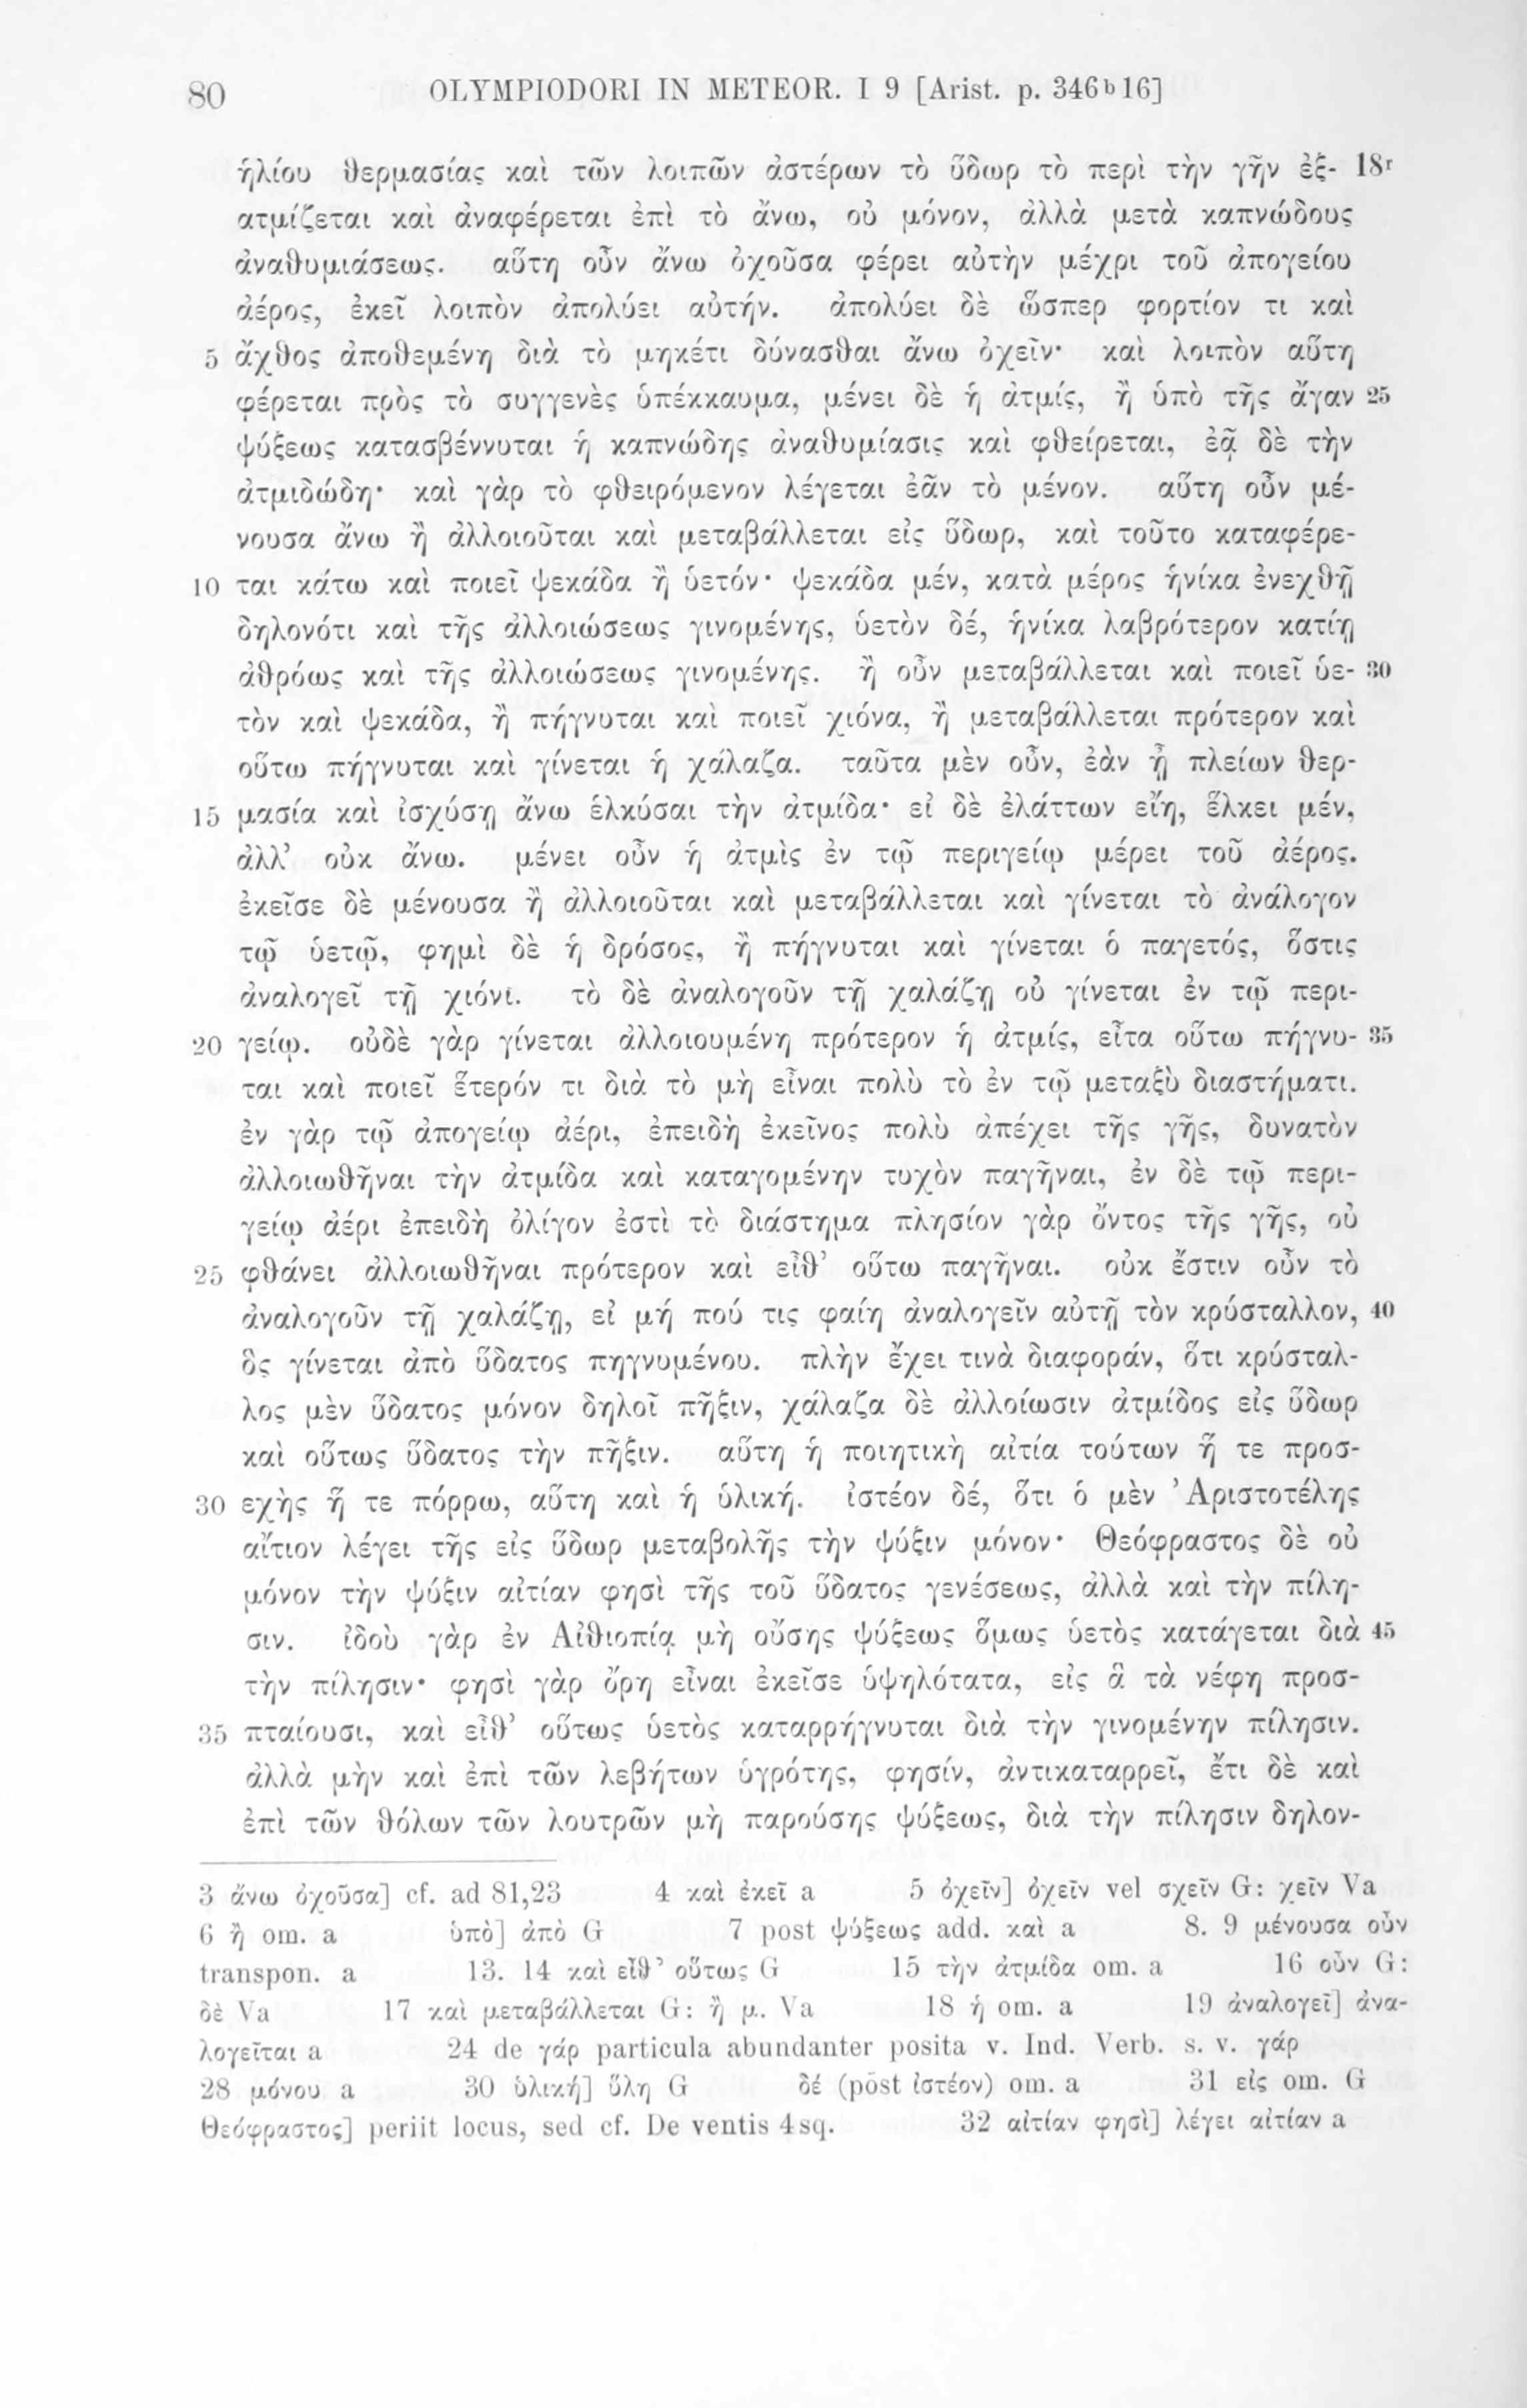 80 OLYMPIODORI IN METEOR. I 9 [Arist. p. 346b16]
ἡλίου θερμασίας καὶ τῶν λοιπῶν ἀστέρων τὸ ὕδωρ τὸ περὶ τὴν γῆν ἐξ- 18r
ατμίζεται καὶ ἀναφέρεται ἐπὶ τὸ ἄνω, οὐ μόνον, ἀλλὰ μετὰ καπνώδους
ἀναθυμιάσεως. αὕτη οὖν ἄνω ὀχοῦσα φέρει αὐτὴν μέχρι τοῦ ἀπογείου
ἀέρος, ἐκεῖ λοιπὸν ἀπολύει αὐτήν. ἀπολύει δὲ ὥσπερ φορτίον τι καὶ
5 ἄχθος ἀποθεμένη διὰ τὸ μηκέτι δύνασθαι ἄνω ὀχεῖν· καὶ λοιπὸν αὕτη
φέρεται πρὸς τὸ συγγενὲς ὑπέκκαυμα, μένει δὲ ἡ ἀτμίς, ἢ ὑπὸ τῆς ἄγαν 25
ψύξεως κατασβέννυται ἡ καπνώδης ἀναθυμίασις καὶ φθείρεται, ἐᾷ δὲ τὴν
ἀτμιδώδη· καὶ γὰρ τὸ φθειρόμενον λέγεται ἐᾶν τὸ μένον. αὕτη οὖν μέ-
νουσα ἄνω ἢ ἀλλοιοῦται καὶ μεταβάλλεται εἰς ὕδωρ, καὶ τοῦτο καταφέρε-
10 ται κάτω καὶ ποιεῖ ψεκάδα ἢ ὑετόν· ψεκάδα μέν, κατὰ μέρος ἡνίκα ἐνεχθῇ
δηλονότι καὶ τῆς ἀλλοιώσεως γινομένης, ὑετὸν δέ, ἡνίκα λαβρότερον κατίῃ
ἀθρόως καὶ τῆς ἀλλοιώσεως γινομένης. ἢ οὖν μεταβάλλεται καὶ ποιεῖ ὑε- 30
τὸν καὶ ψεκάδα, ἢ πήγνυται καὶ ποιεῖ χιόνα, ἢ μεταβάλλεται πρότερον καὶ
οὕτω πήγνυται καὶ γίνεται ἡ χάλαζα. ταῦτα μὲν οὖν, ἐὰν ᾖ πλείων θερ-
15 μασία καὶ ἰσχύσῃ ἄνω ἑλκύσαι τὴν ἀτμίδα· εἰ δὲ ἐλάττων εἴη, ἕλκει μέν,
ἀλλ’ οὐκ ἄνω. μένει οὖν ἡ ἀτμὶς ἐν τῷ περιγείῳ μέρει τοῦ ἀέρος.
ἐκεῖσε δὲ μένουσα ἢ ἀλλοιοῦται καὶ μεταβάλλεται καὶ γίνεται τὸ ἀνάλογον
τῷ ὑετῷ, φημὶ δὲ ἡ δρόσος, ἢ πήγνυται καὶ γίνεται ὁ παγετός, ὅστις
ἀναλογεῖ τῇ χιόνι. τὸ δὲ ἀναλογοῦν τῇ χαλάζῃ οὐ γίνεται ἐν τῷ περι-
20 γείῳ. οὐδὲ γὰρ γίνεται ἀλλοιουμένη πρότερον ἡ ἀτμίς, εἶτα οὕτω πήγνυ- 35
ται καὶ ποιεῖ ἕτερόν τι διὰ τὸ μὴ εἶναι πολὺ τὸ ἐν τῷ μεταξὺ διαστήματι.
ἐν γὰρ τῷ ἀπογείῳ ἀέρι, ἐπειδὴ ἐκεῖνος πολὺ ἀπέχει τῆς γῆς, δυνατὸν
ἀλλοιωθῆναι τὴν ἀτμίδα καὶ καταγομένην τυχὸν παγῆναι, ἐν δὲ τῷ περι-
γείῳ ἀέρι ἐπειδὴ ὀλίγον ἐστὶ τὸ διάστημα πλησίον γὰρ ὄντος τῆς γῆς, οὐ
25 φθάνει ἀλλοιωθῆναι πρότερον καὶ εἶθ’ οὕτω παγῆναι. οὐκ ἔστιν οὖν τὸ
ἀναλογοῦν τῇ χαλάζῃ, εἰ μή πού τις φαίη ἀναλογεῖν αὐτῇ τὸν κρύσταλλον, 40
ὃς γίνεται ἀπὸ ὕδατος πηγνυμένου. πλὴν ἔχει τινὰ διαφοράν, ὅτι κρύσταλ-
λος μὲν ὕδατος μόνον δηλοῖ πῆξιν, χάλαζα δὲ ἀλλοίωσιν ἀτμίδος εἰς ὕδωρ
καὶ οὕτως ὕδατος τὴν πῆξιν. αὕτη ἡ ποιητικὴ αἰτία τούτων ἥ τε προσ-
30 εχὴς ἥ τε πόρρω, αὕτη καὶ ἡ ὑλική. ἰστέον δέ, ὅτι ὁ μὲν Ἀριστοτέλης
αἴτιον λέγει τῆς εἰς ὕδωρ μεταβολῆς τὴν ψύξιν μόνον· Θεόφραστος δὲ οὐ
μόνον τὴν ψύξιν αἰτίαν φησὶ τῆς τοῦ ὕδατος γενέσεως, ἀλλὰ καὶ τὴν πίλη-
σιν. ἰδοὺ γὰρ ἐν Αἰθιοπίᾳ μὴ οὔσης ψύξεως ὅμως ὑετὸς κατάγεται διὰ 45
τὴν πίλησιν· φησὶ γὰρ ὄρη εἶναι ἐκεῖσε ὑψηλότατα, εἰς ἃ τὰ νέφη προσ-
35 πταίουσι, καὶ εἶθ’ οὕτως ὑετὸς καταρρήγνυται διὰ τὴν γινομένην πίλησιν.
ἀλλὰ μὴν καὶ ἐπὶ τῶν λεβήτων ὑγρότης, φησίν, ἀντικαταρρεῖ, ἔτι δὲ καὶ
ἐπὶ τῶν θόλων τῶν λουτρῶν μὴ παρούσης ψύξεως, διὰ τὴν πίλησιν δηλον-
3 ἄνω ὀχοῦσα] cf. ad 81,23 4 καὶ ἐκεῖ a 5 ὀχεῖν] ὀχεῖν vel σχεῖν G: χεῖν Va
6 ἢ om. a ὑπὸ] ἀπὸ G 7 post ψύξεως add. καὶ a 8. 9 μένουσα οὖν
transpon. a 13. 14 καὶ εἶθ’ οὕτως G 15 τὴν ἀτμίδα om. a 16 οὖν G:
δὲ Va 17 καὶ μεταβάλλεται G: ἢ μ. Va 18 ἡ om. a 19 ἀναλογεῖ] ἀνα-
λογεῖται a 24 de γάρ particula abundanter posita v. Ind. Verb. s. v. γάρ
28 μόνου a 30 ὑλική] ὕλη G δέ (post ἰστέον) om. a 31 εἰς om. G
Θεόφραστος] periit locus, sed cf. De ventis 4 sq. 32 αἰτίαν φησὶ] λέγει αἰτίαν a